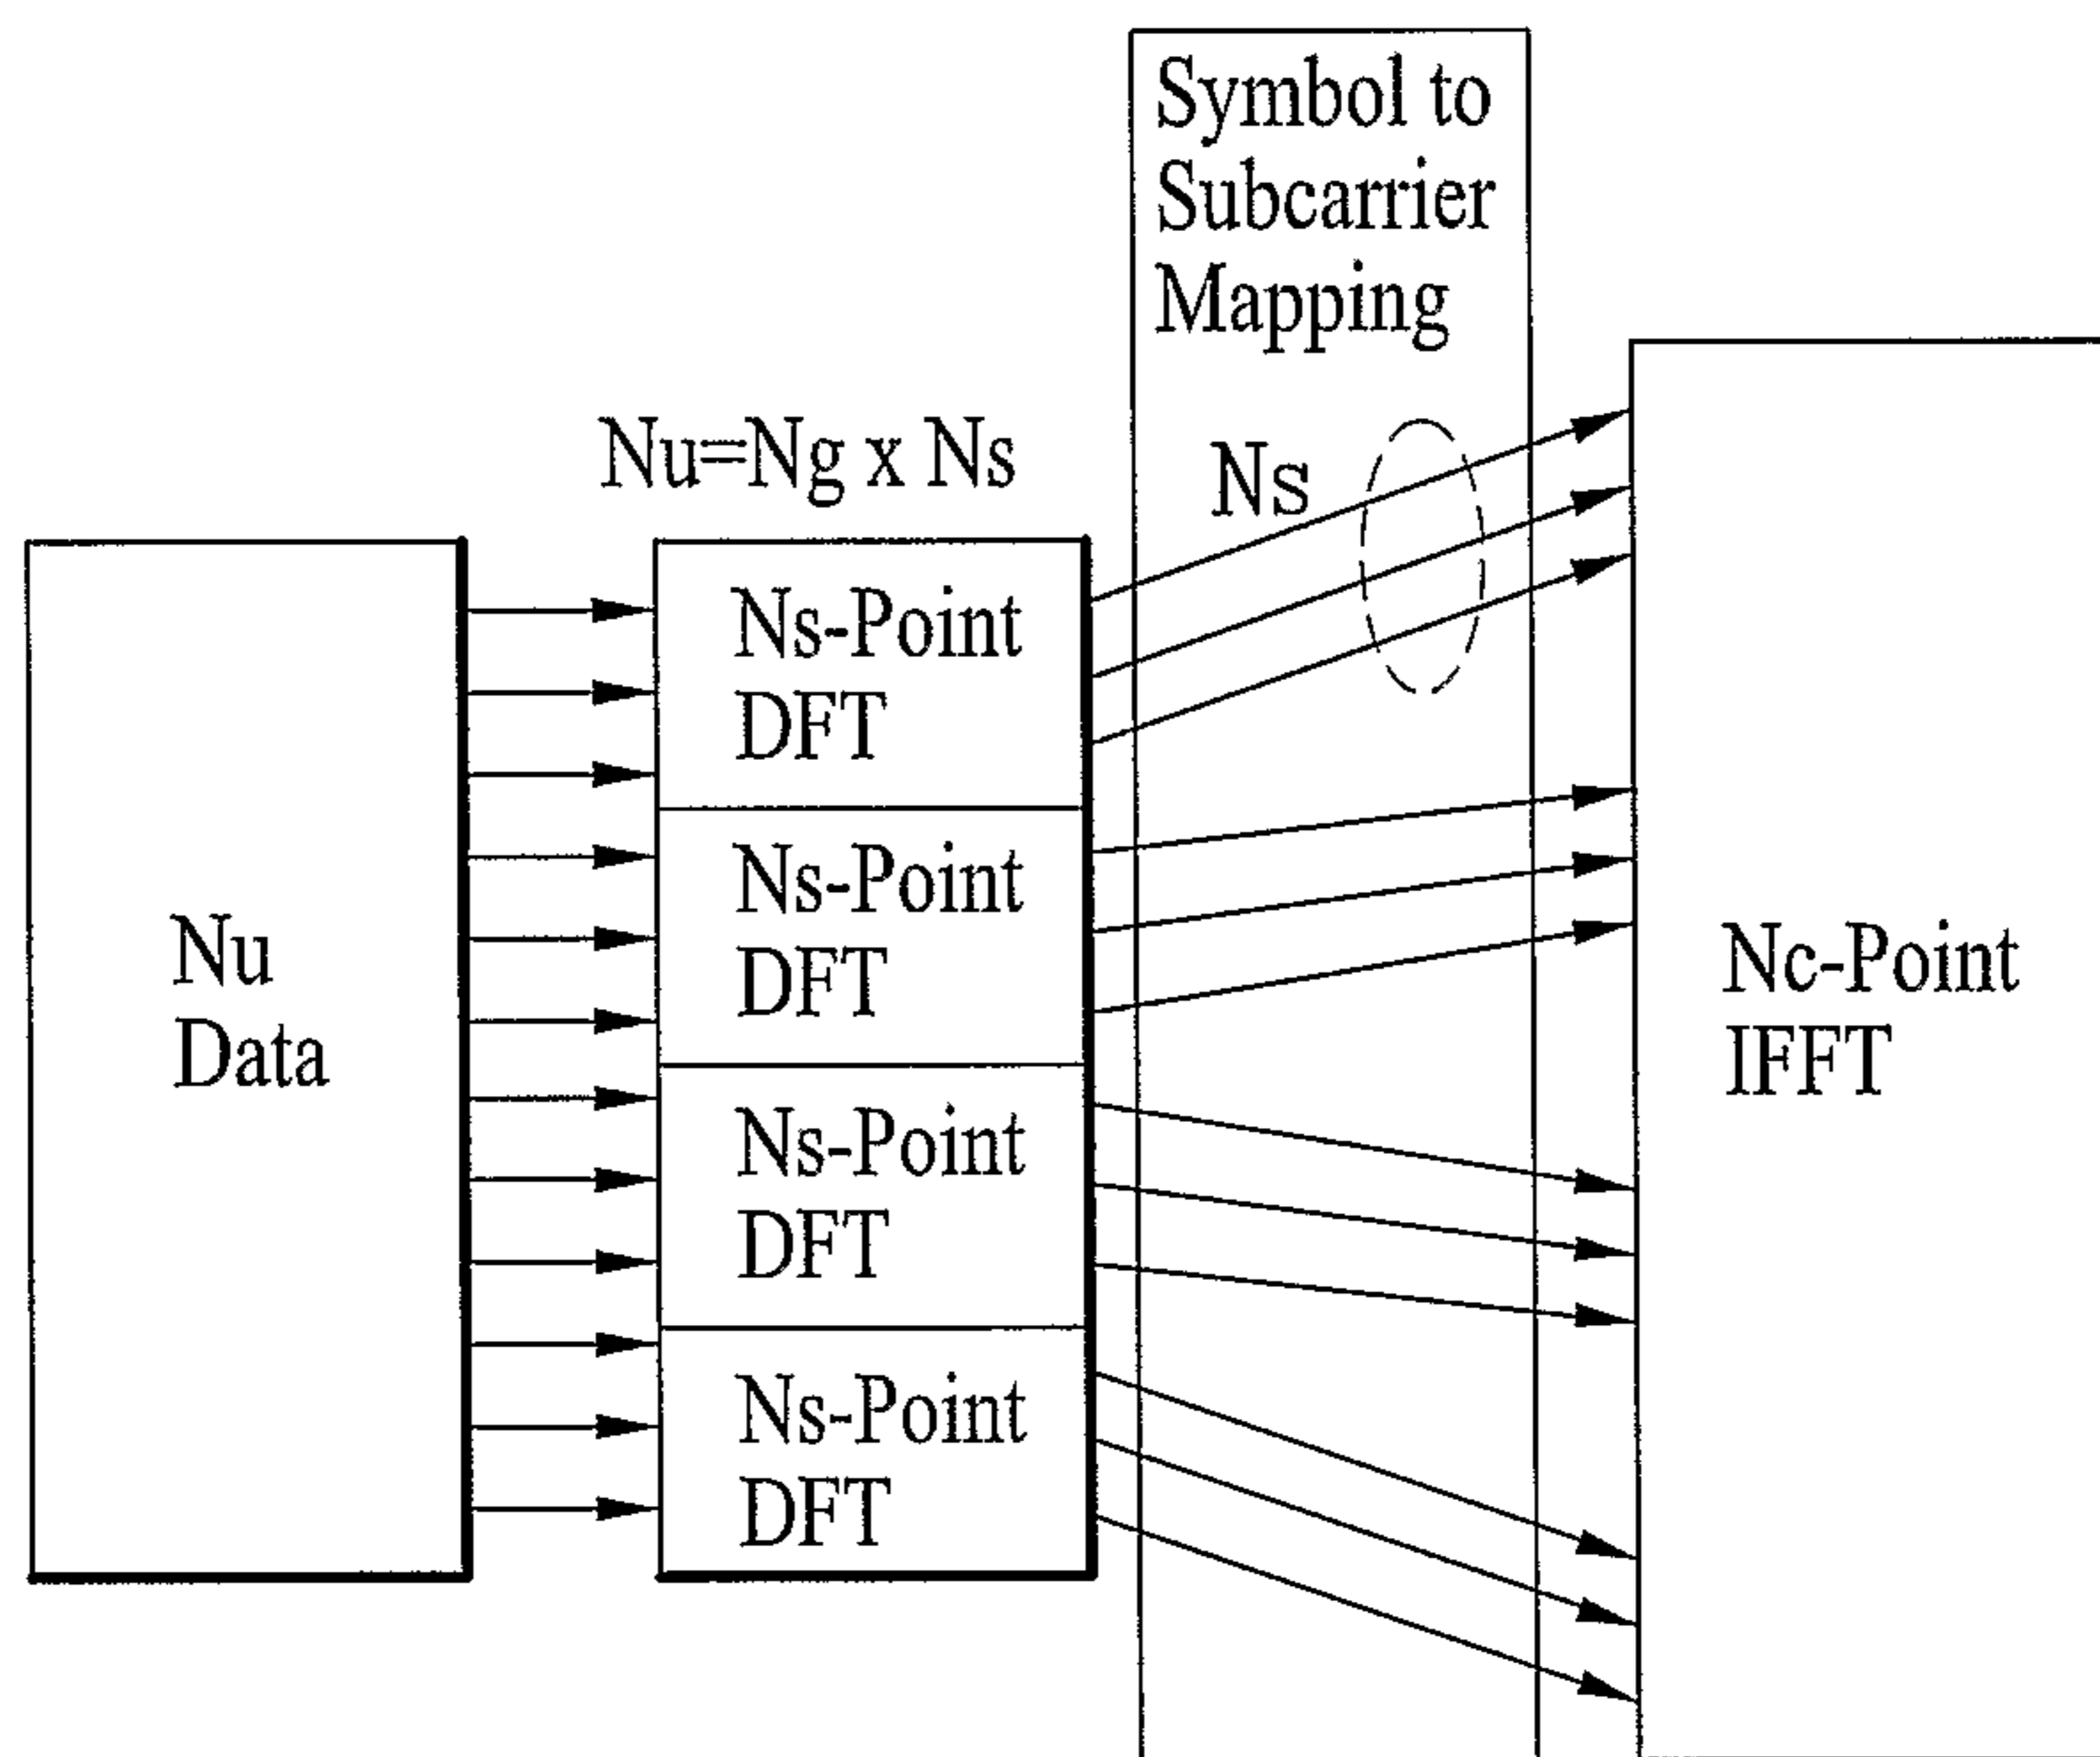 Symbol to
Subcarrier
Mapping
Nu=Ng x Ns
Ns
Nu
Data
Ns-Point
DFT
Ns-Point
DFT
Ns-Point
DFT
Ns-Point
DFT
Nc-Point
IFFT